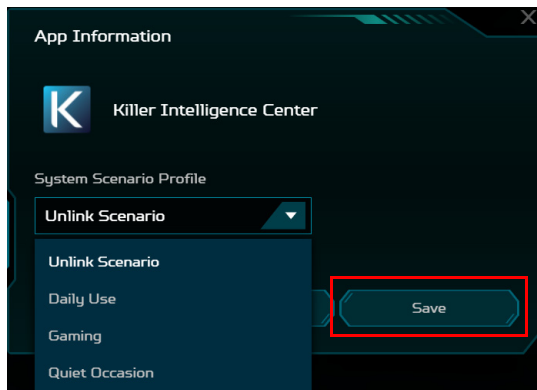 App Information
X
K
Killer Intelligence Center
System Scenario Profile
Unlink Scenario
Unlink Scenario
Daily Use
Save
Gaming
Quiet Occasion